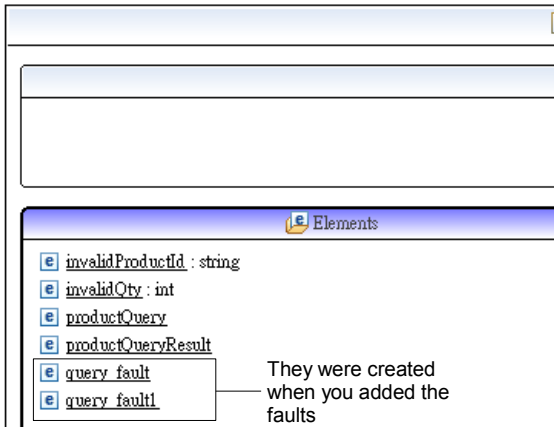 Elements
invalidProductId : string
invalidQty : int
productQuery
productQueryResult
query_fault
query_fault1
They were created
when you added the
faults